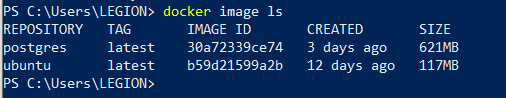 PS C:\Users\LEGION> docker image ls
REPOSITORY   TAG       IMAGE ID       CREATED       SIZE
postgres     latest    30a72339ce74   3 days ago    621MB
ubuntu       latest    b59d21599a2b   12 days ago   117MB
PS C:\Users\LEGION>